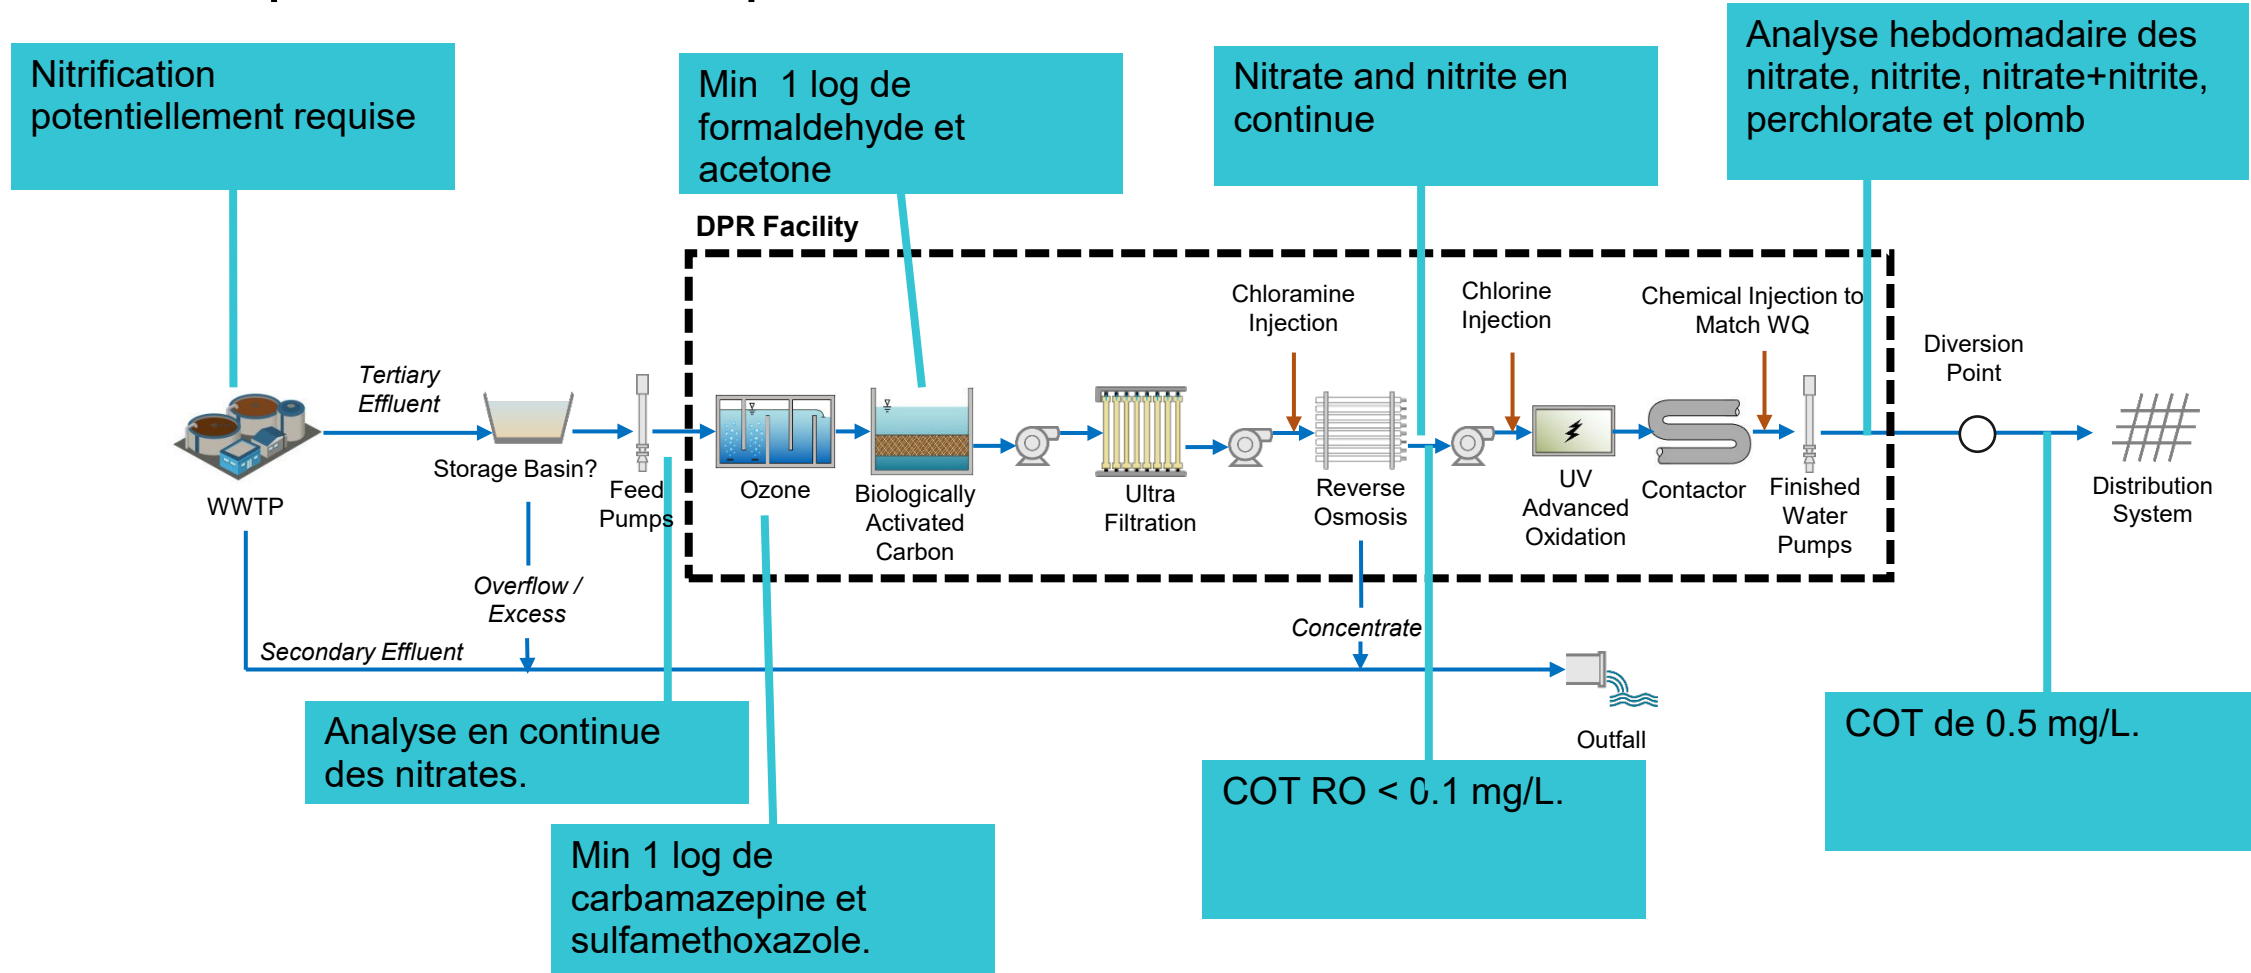 Nitrification
potentiellement requise
Min 1 log de
formaldehyde et
acetone
Nitrate and nitrite en
continue
Analyse hebdomadaire des
nitrate, nitrite, nitrate+nitrite,
perchlorate et plomb
DPR Facility
Chloramine
Injection
Chlorine
Injection
Chemical Injection to
Match WQ
Diversion
Point
Tertiary
Effluent
WWTP
Storage Basin?
Feed
Pumps
Ozone
Biologically
Activated
Carbon
Ultra
Filtration
Reverse
Osmosis
UV
Advanced
Oxidation
Contactor
Finished
Water
Pumps
Distribution
System
Overflow /
Excess
Concentrate
Secondary Effluent
Outfall
Analyse en continue
des nitrates.
Min 1 log de
carbamazepine et
sulfamethoxazole.
COT RO < 0.1 mg/L.
COT de 0.5 mg/L.